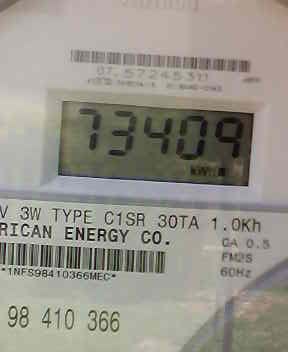 07.5724531!
73409
kWh
V 3W TYPE C1SR 30TA 1.0Kh
RICAN ENERGY CO.
CA 0.5
FM2S
60Hz
*1NFS98410366MEC*
98 410 366